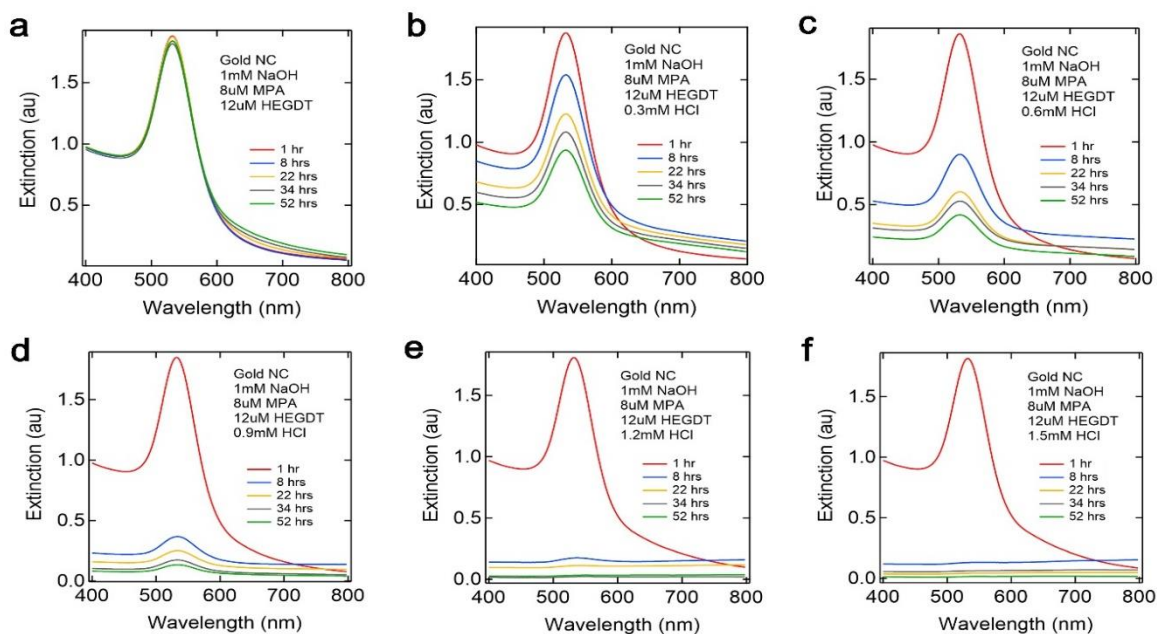 a
Extinction (au)
1.5
1.0
0.5
Gold NC
1mM NaOH
8uM MPA
12uM HEGDT
1 hr
8 hrs
22 hrs
34 hrs
52 hrs
400 500 600 700 800
Wavelength (nm)
b
Extinction (au)
1.5
1.0
0.5
Gold NC
1mM NaOH
8uM MPA
12uM HEGDT
0.3mM HCl
1 hr
8 hrs
22 hrs
34 hrs
52 hrs
400 500 600 700 800
Wavelength (nm)
c
Extinction (au)
1.5
1.0
0.5
Gold NC
1mM NaOH
8uM MPA
12uM HEGDT
0.6mM HCl
1 hr
8 hrs
22 hrs
34 hrs
52 hrs
400 500 600 700 800
Wavelength (nm)
d
Extinction (au)
1.5
1.0
0.5
0.0
Gold NC
1mM NaOH
8uM MPA
12uM HEGDT
0.9mM HCl
1 hr
8 hrs
22 hrs
34 hrs
52 hrs
400 500 600 700 800
Wavelength (nm)
e
Extinction (au)
1.5
1.0
0.5
0.0
Gold NC
1mM NaOH
8uM MPA
12uM HEGDT
1.2mM HCl
1 hr
8 hrs
22 hrs
34 hrs
52 hrs
400 500 600 700 800
Wavelength (nm)
f
Extinction (au)
1.5
1.0
0.5
0.0
Gold NC
1mM NaOH
8uM MPA
12uM HEGDT
1.5mM HCl
1 hr
8 hrs
22 hrs
34 hrs
52 hrs
400 500 600 700 800
Wavelength (nm)